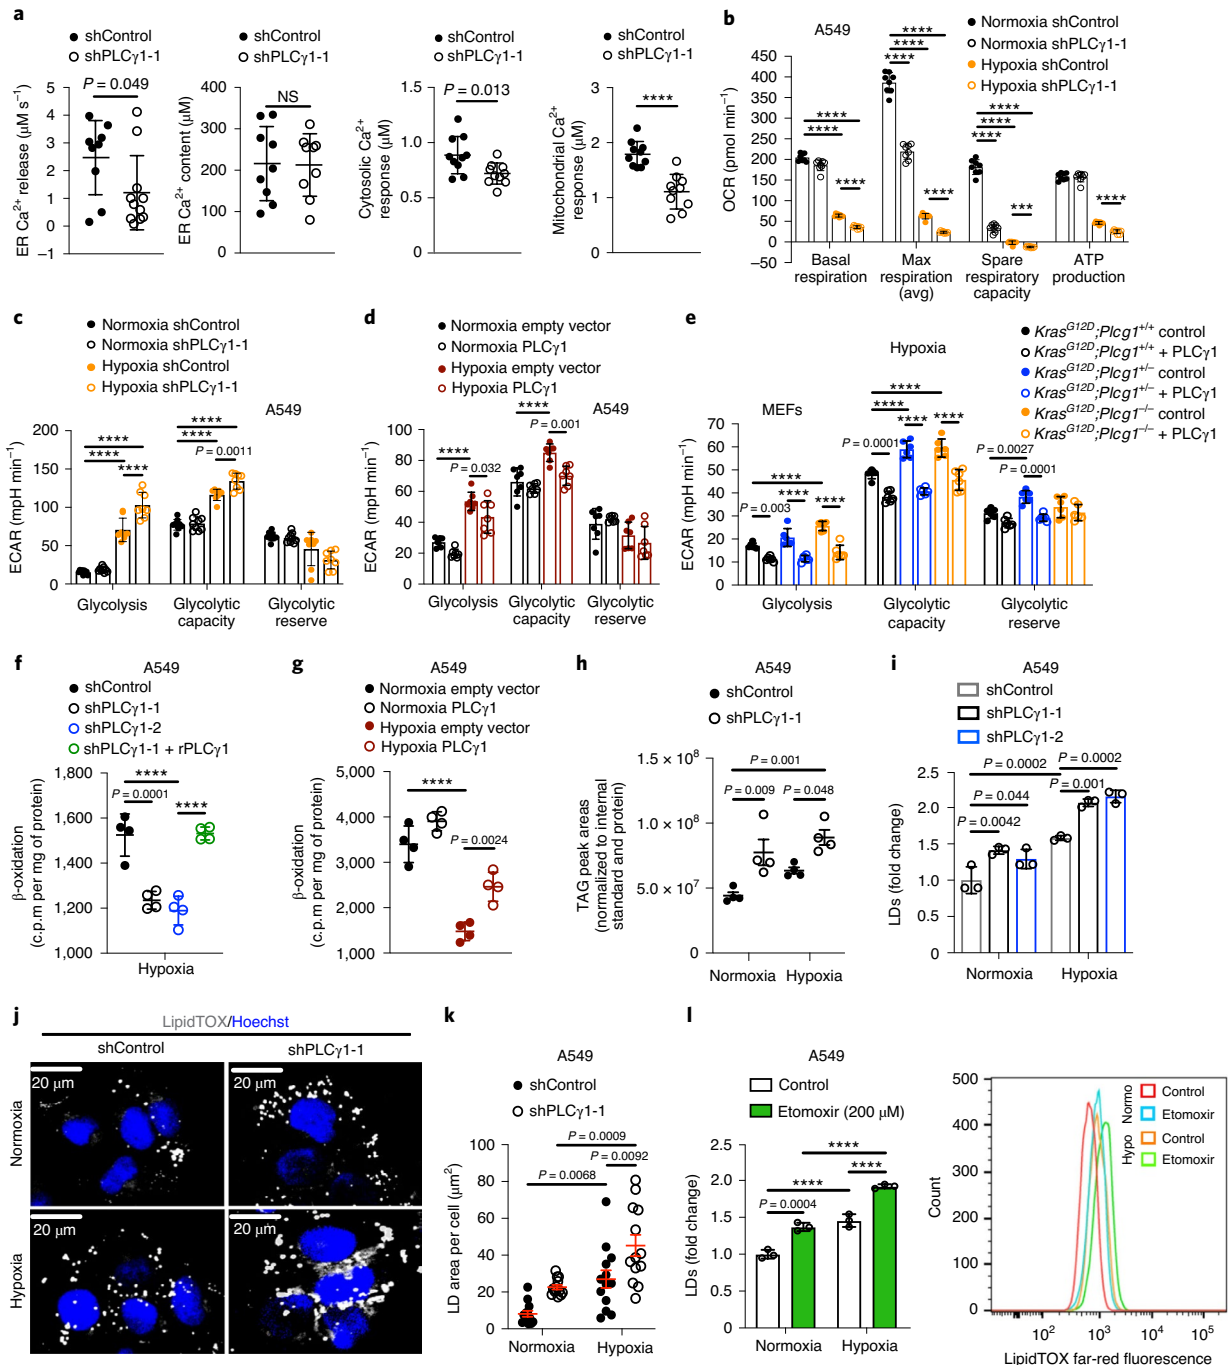 a
shControl
shPLCγ1-1
P = 0.049
ER Ca2+ release (μM s−1)
5
4
3
2
1
0
−1
shControl
shPLCγ1-1
NS
ER Ca2+ content (μM)
400
300
200
100
0
shControl
shPLCγ1-1
P = 0.013
Cytosolic Ca2+
response (μM)
1.5
1.0
0.5
0
shControl
shPLCγ1-1
****
Mitochondrial Ca2+
response (μM)
3
2
1
0
b
A549
Normoxia shControl
Normoxia shPLCγ1-1
Hypoxia shControl
Hypoxia shPLCγ1-1
OCR (pmol min−1)
450
400
350
300
250
200
150
100
50
0
−50
****
****
****
****
****
****
****
****
****
****
***
****
Basal
respiration
Max
respiration
(avg)
Spare
respiratory
capacity
ATP
production
c
Normoxia shControl
Normoxia shPLCγ1-1
Hypoxia shControl
Hypoxia shPLCγ1-1
A549
ECAR (mpH min−1)
200
150
100
50
0
****
****
****
****
****
P = 0.0011
Glycolysis
Glycolytic
capacity
Glycolytic
reserve
d
Normoxia empty vector
Normoxia PLCγ1
Hypoxia empty vector
Hypoxia PLCγ1
A549
ECAR (mpH min−1)
100
80
60
40
20
0
****
P = 0.032
****
P = 0.001
Glycolysis
Glycolytic
capacity
Glycolytic
reserve
e
Hypoxia
MEFs
KrasG12D;Plcg1+/+ control
KrasG12D;Plcg1+/+ + PLCγ1
KrasG12D;Plcg1+/− control
KrasG12D;Plcg1+/− + PLCγ1
KrasG12D;Plcg1−/− control
KrasG12D;Plcg1−/− + PLCγ1
ECAR (mpH min−1)
70
60
50
40
30
20
10
0
P = 0.003
****
****
****
P = 0.0001
****
****
****
****
P = 0.0027
P = 0.0001
Glycolysis
Glycolytic
capacity
Glycolytic
reserve
f
A549
shControl
shPLCγ1-1
shPLCγ1-2
shPLCγ1-1 + rPLCγ1
β-oxidation
(c.p.m per mg of protein)
1,800
1,600
1,400
1,200
1,000
****
P = 0.0001
****
Hypoxia
g
A549
Normoxia empty vector
Normoxia PLCγ1
Hypoxia empty vector
Hypoxia PLCγ1
β-oxidation
(c.p.m per mg of protein)
5,000
4,000
3,000
2,000
1,000
****
P = 0.0024
h
A549
shControl
shPLCγ1-1
TAG peak areas
(normalized to internal
standard and protein)
1.5 × 108
1.0 × 108
5.0 × 107
0
P = 0.001
P = 0.009
P = 0.048
Normoxia
Hypoxia
i
A549
shControl
shPLCγ1-1
shPLCγ1-2
LDs (fold change)
2.5
2.0
1.5
1.0
0.5
0
P = 0.0002
P = 0.0002
P = 0.001
P = 0.044
P = 0.0042
Normoxia
Hypoxia
j
LipidTOX/Hoechst
shControl
shPLCγ1-1
Normoxia
20 μm
20 μm
Hypoxia
20 μm
20 μm
k
A549
shControl
shPLCγ1-1
LD area per cell (μm2)
100
80
60
40
20
0
P = 0.0009
P = 0.0092
P = 0.0068
Normoxia
Hypoxia
l
A549
Control
Etomoxir (200 μM)
LDs (fold change)
2.5
2.0
1.5
1.0
0.5
0
****
****
****
P = 0.0004
Normoxia
Hypoxia
Count
500
400
300
200
100
0
Normo
Control
Etomoxir
Hypo
Control
Etomoxir
102
103
104
105
LipidTOX far-red fluorescence